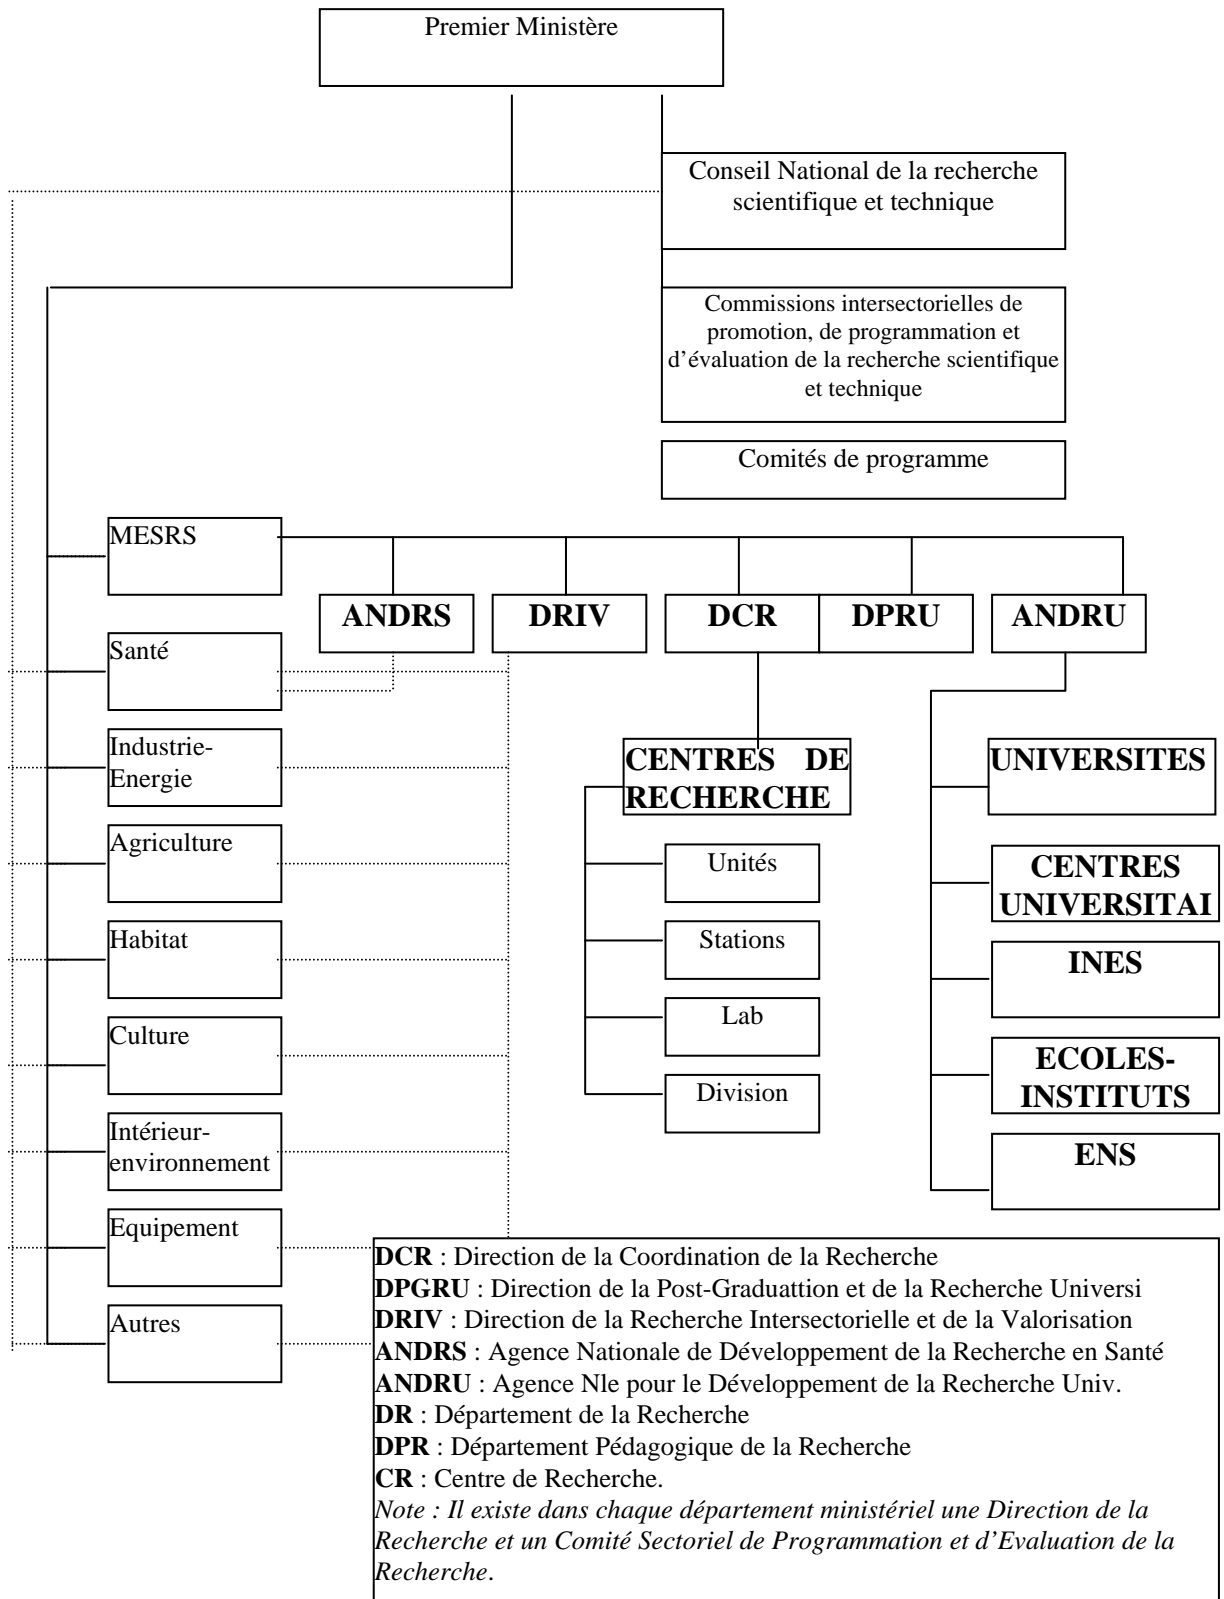 Premier Ministère
Conseil National de la recherche
scientifique et technique
Commissions intersectorielles de
promotion, de programmation et
d’évaluation de la recherche scientifique
et technique
Comités de programme
MESRS
ANDRS
DRIV
DCR
DPRU
ANDRU
Santé
Industrie-
Energie
Agriculture
Habitat
Culture
Intérieur-
environnement
Equipement
Autres
CENTRES DE
RECHERCHE
Unités
Stations
Lab
Division
UNIVERSITES
CENTRES
UNIVERSITAI
INES
ECOLES-
INSTITUTS
ENS
DCR : Direction de la Coordination de la Recherche
DPGRU : Direction de la Post-Graduattion et de la Recherche Universi
DRIV : Direction de la Recherche Intersectorielle et de la Valorisation
ANDRS : Agence Nationale de Développement de la Recherche en Santé
ANDRU : Agence Nle pour le Développement de la Recherche Univ.
DR : Département de la Recherche
DPR : Département Pédagogique de la Recherche
CR : Centre de Recherche.
Note : Il existe dans chaque département ministériel une Direction de la
Recherche et un Comité Sectoriel de Programmation et d’Evaluation de la
Recherche.